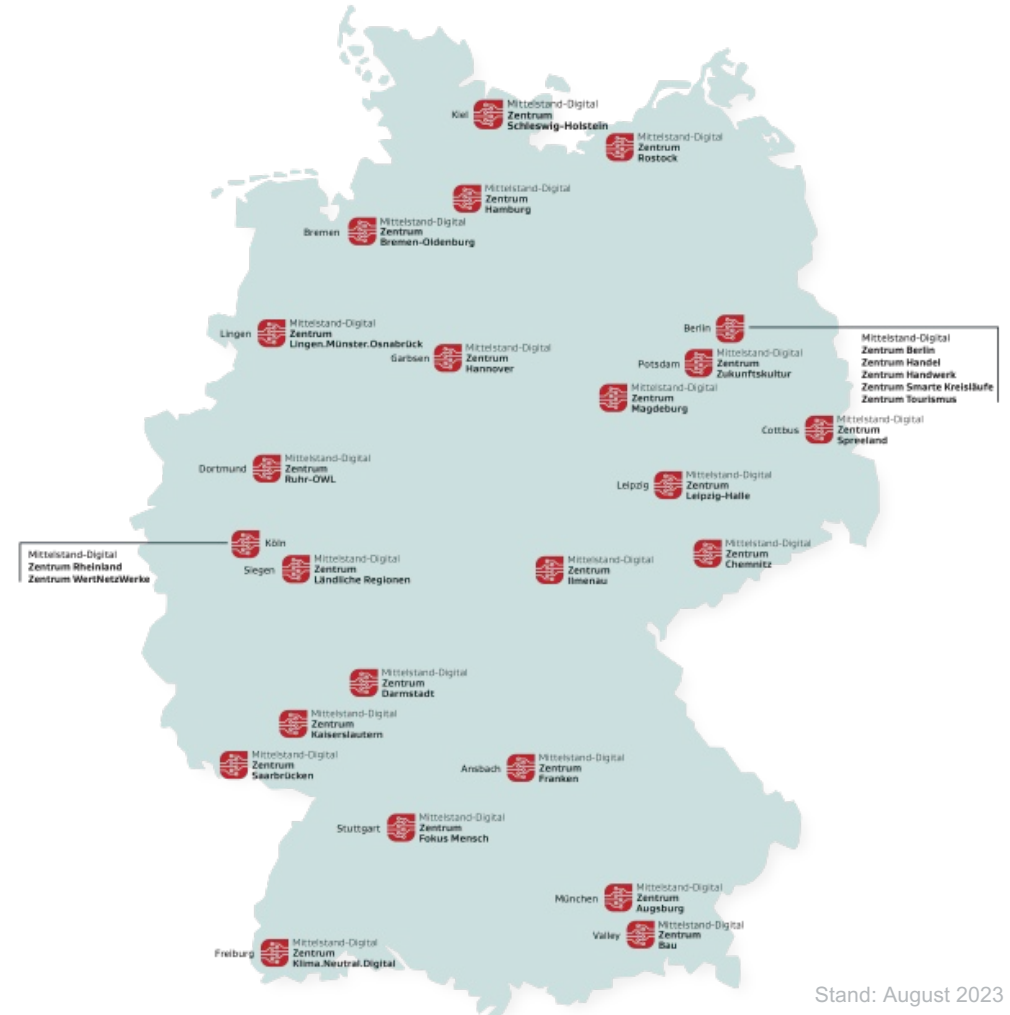 Kiel
Mittelstand-Digital
Zentrum
Schleswig-Holstein
Mittelstand-Digital
Zentrum
Rostock
Mittelstand-Digital
Zentrum
Hamburg
Bremen
Mittelstand-Digital
Zentrum
Bremen-Oldenburg
Lingen
Mittelstand-Digital
Zentrum
Lingen.Münster.Osnabrück
Garbsen
Mittelstand-Digital
Zentrum
Hannover
Berlin
Mittelstand-Digital
Zentrum Berlin
Zentrum Handel
Zentrum Handwerk
Zentrum Smarte Kreisläufe
Zentrum Tourismus
Potsdam
Mittelstand-Digital
Zentrum
Zukunftskultur
Mittelstand-Digital
Zentrum
Magdeburg
Cottbus
Mittelstand-Digital
Zentrum
Spreeland
Dortmund
Mittelstand-Digital
Zentrum
Ruhr-OWL
Leipzig
Mittelstand-Digital
Zentrum
Leipzig-Halle
Köln
Mittelstand-Digital
Zentrum Rheinland
Zentrum WertNetzWerke
Siegen
Mittelstand-Digital
Zentrum
Ländliche Regionen
Mittelstand-Digital
Zentrum
Ilmenau
Mittelstand-Digital
Zentrum
Chemnitz
Mittelstand-Digital
Zentrum
Darmstadt
Mittelstand-Digital
Zentrum
Kaiserslautern
Mittelstand-Digital
Zentrum
Saarbrücken
Ansbach
Mittelstand-Digital
Zentrum
Franken
Stuttgart
Mittelstand-Digital
Zentrum
Fokus Mensch
München
Mittelstand-Digital
Zentrum
Augsburg
Valley
Mittelstand-Digital
Zentrum
Bau
Freiburg
Mittelstand-Digital
Zentrum
Klima.Neutral.Digital
Stand: August 2023